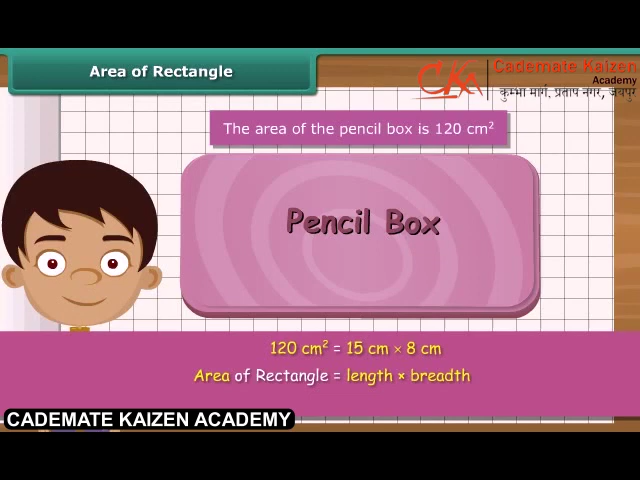 Area of Rectangle
CKA
Cademate Kaizen
Academy
कुम्भा मार्ग, प्रताप नगर, जयपुर
The area of the pencil box is 120 cm²
Pencil Box
120 cm² = 15 cm × 8 cm
Area of Rectangle = length × breadth
CADEMATE KAIZEN ACADEMY